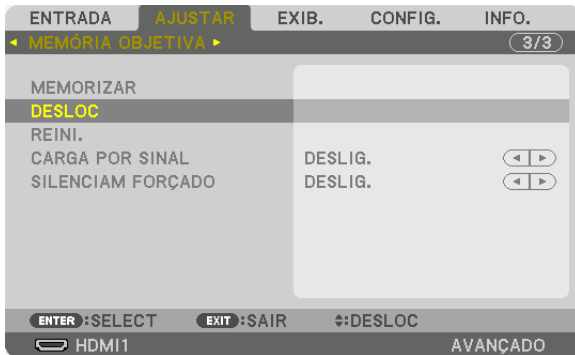 ENTRADA AJUSTAR EXIB. CONFIG. INFO.
MEMÓRIA OBJETIVA 3/3
MEMORIZAR
DESLOC
REINI.
CARGA POR SINAL DESLIG.
SILENCIAM FORÇADO DESLIG.
ENTER :SELECT EXIT :SAIR :DESLOC
HDMI1 AVANÇADO